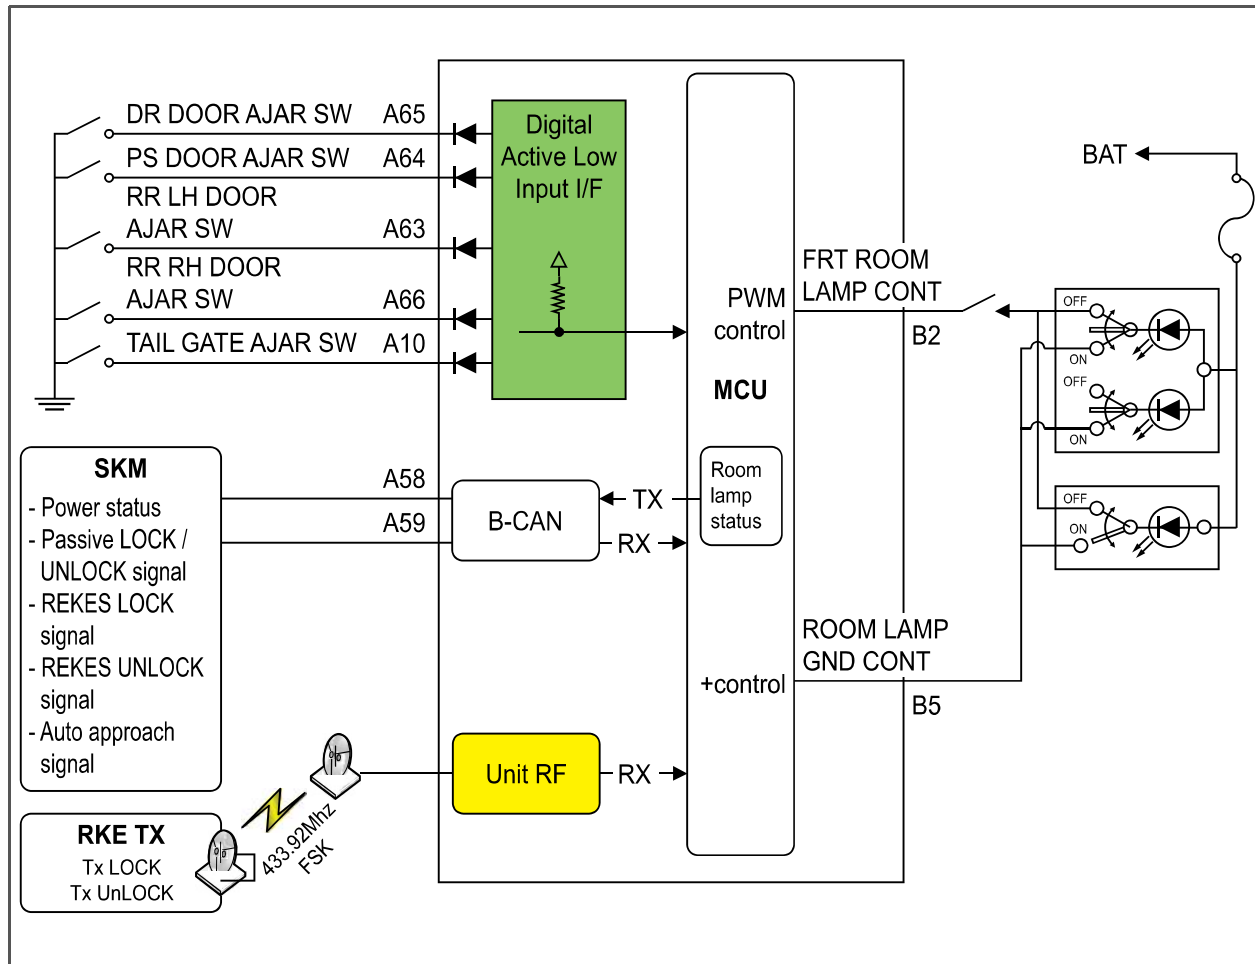 DR DOOR AJAR SW
A65
PS DOOR AJAR SW
A64
RR LH DOOR
AJAR SW
A63
RR RH DOOR
AJAR SW
A66
TAIL GATE AJAR SW
A10
Digital
Active Low
Input I/F
PWM
control
MCU
Room
lamp
status
+control
FRT ROOM
LAMP CONT
B2
BAT
OFF
ON
OFF
ON
OFF
ON
ROOM LAMP
GND CONT
B5
SKM
- Power status
- Passive LOCK /
UNLOCK signal
- REKES LOCK
signal
- REKES UNLOCK
signal
- Auto approach
signal
A58
A59
B-CAN
TX
RX
Unit RF
RX
RKE TX
Tx LOCK
Tx UnLOCK
433.92Mhz
FSK